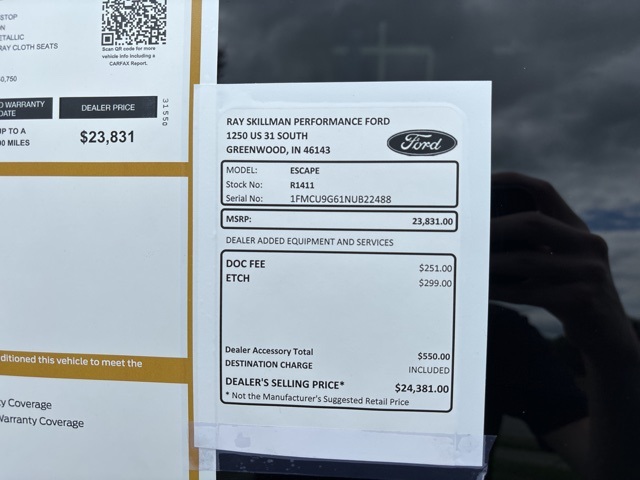 STOP
ETALLIC
RAY CLOTH SEATS
Scan QR code for more
vehicle info including a
CARFAX Report.
0,750
D WARRANTY
DATE
DEALER PRICE
31550
UP TO A
00 MILES
$23,831
ditioned this vehicle to meet the
ty Coverage
Warranty Coverage
RAY SKILLMAN PERFORMANCE FORD
1250 US 31 SOUTH
GREENWOOD, IN 46143
Ford
MODEL: ESCAPE
Stock No: R1411
Serial No: 1FMCU9G61NUB22488
MSRP: 23,831.00
DEALER ADDED EQUIPMENT AND SERVICES
DOC FEE $251.00
ETCH $299.00
Dealer Accessory Total $550.00
DESTINATION CHARGE INCLUDED
DEALER'S SELLING PRICE* $24,381.00
* Not the Manufacturer's Suggested Retail Price